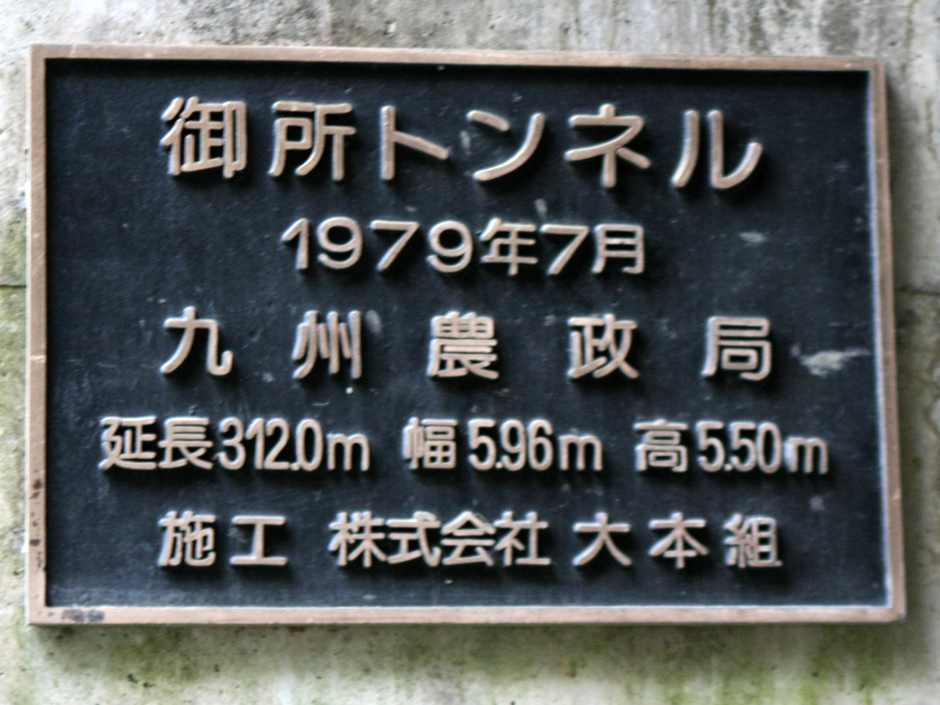 御所トンネル
1979年7月
九州農政局
延長312.0m 幅5.96m 高5.50m
施工 株式会社 大本組